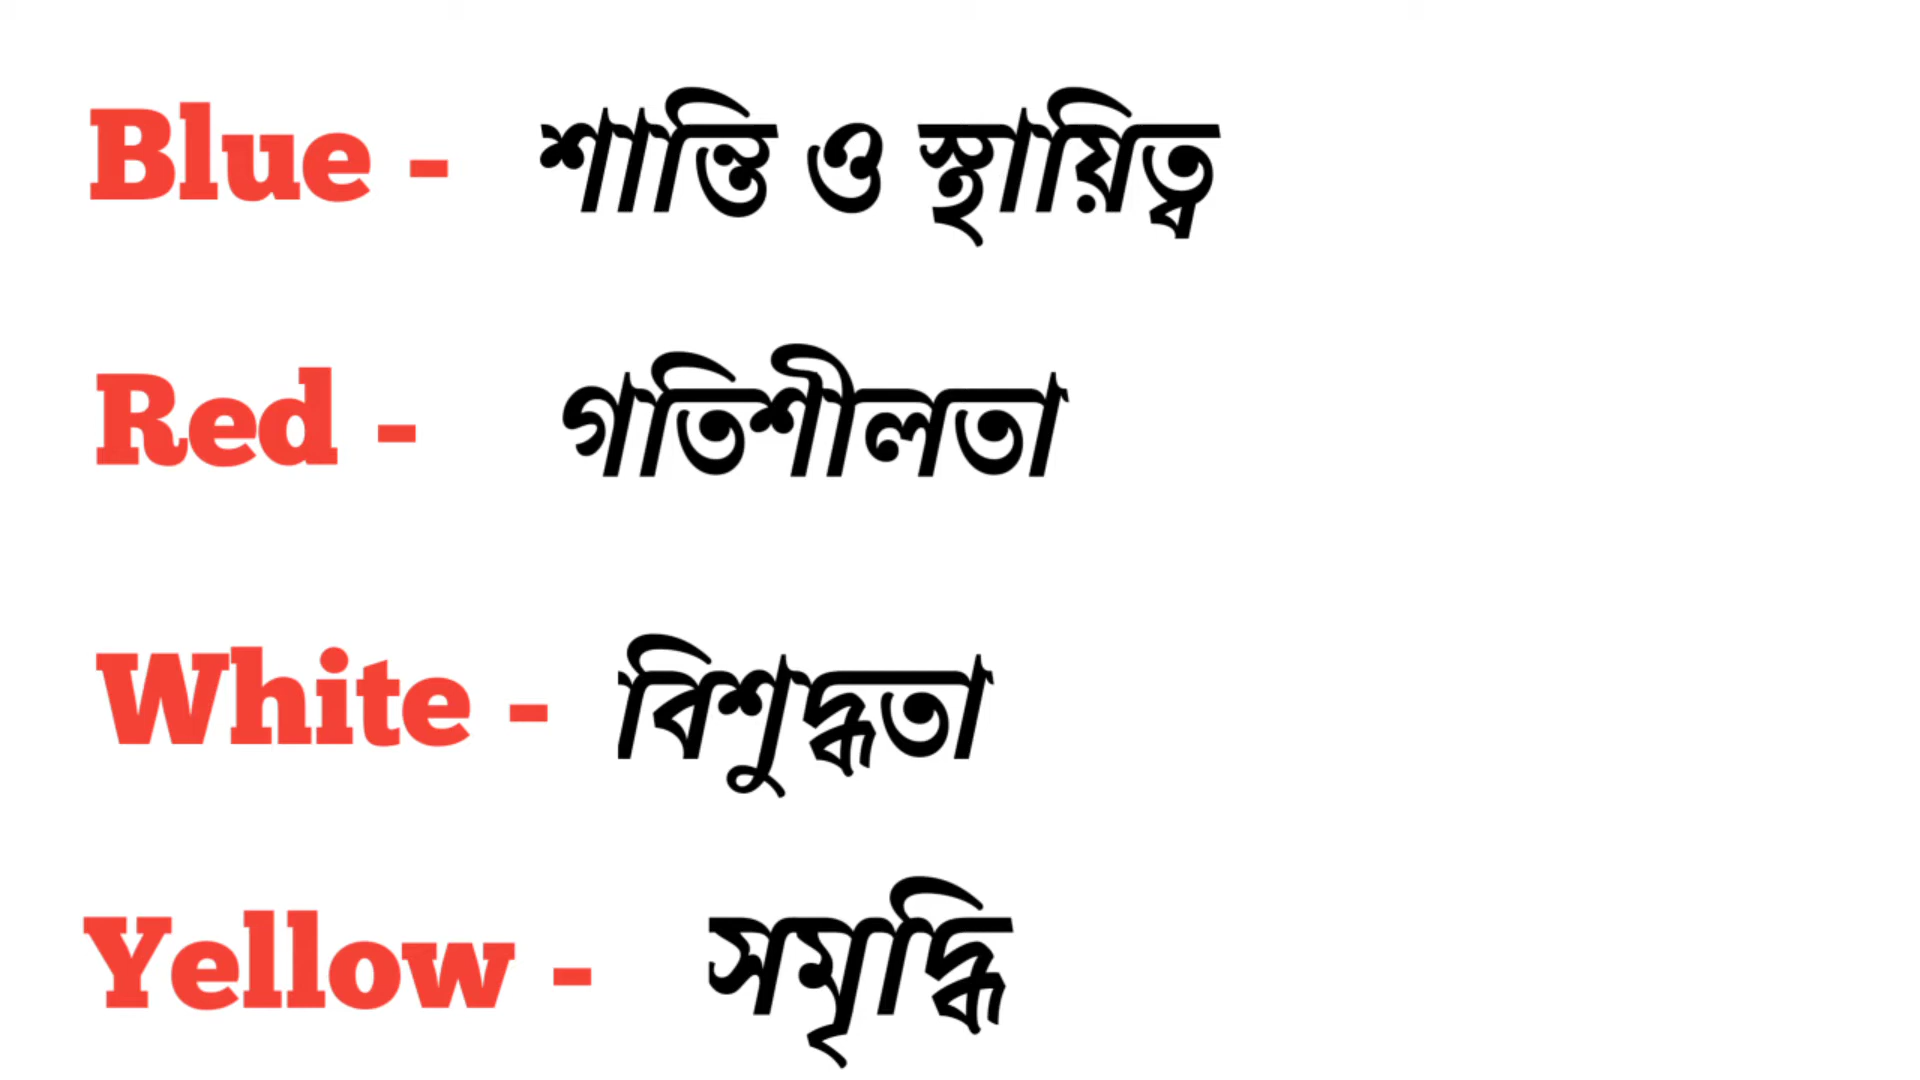 Blue - শান্তি ও স্থায়িত্ব
Red - গতিশীলতা
White - বিশুদ্ধতা
Yellow - সমৃদ্ধি